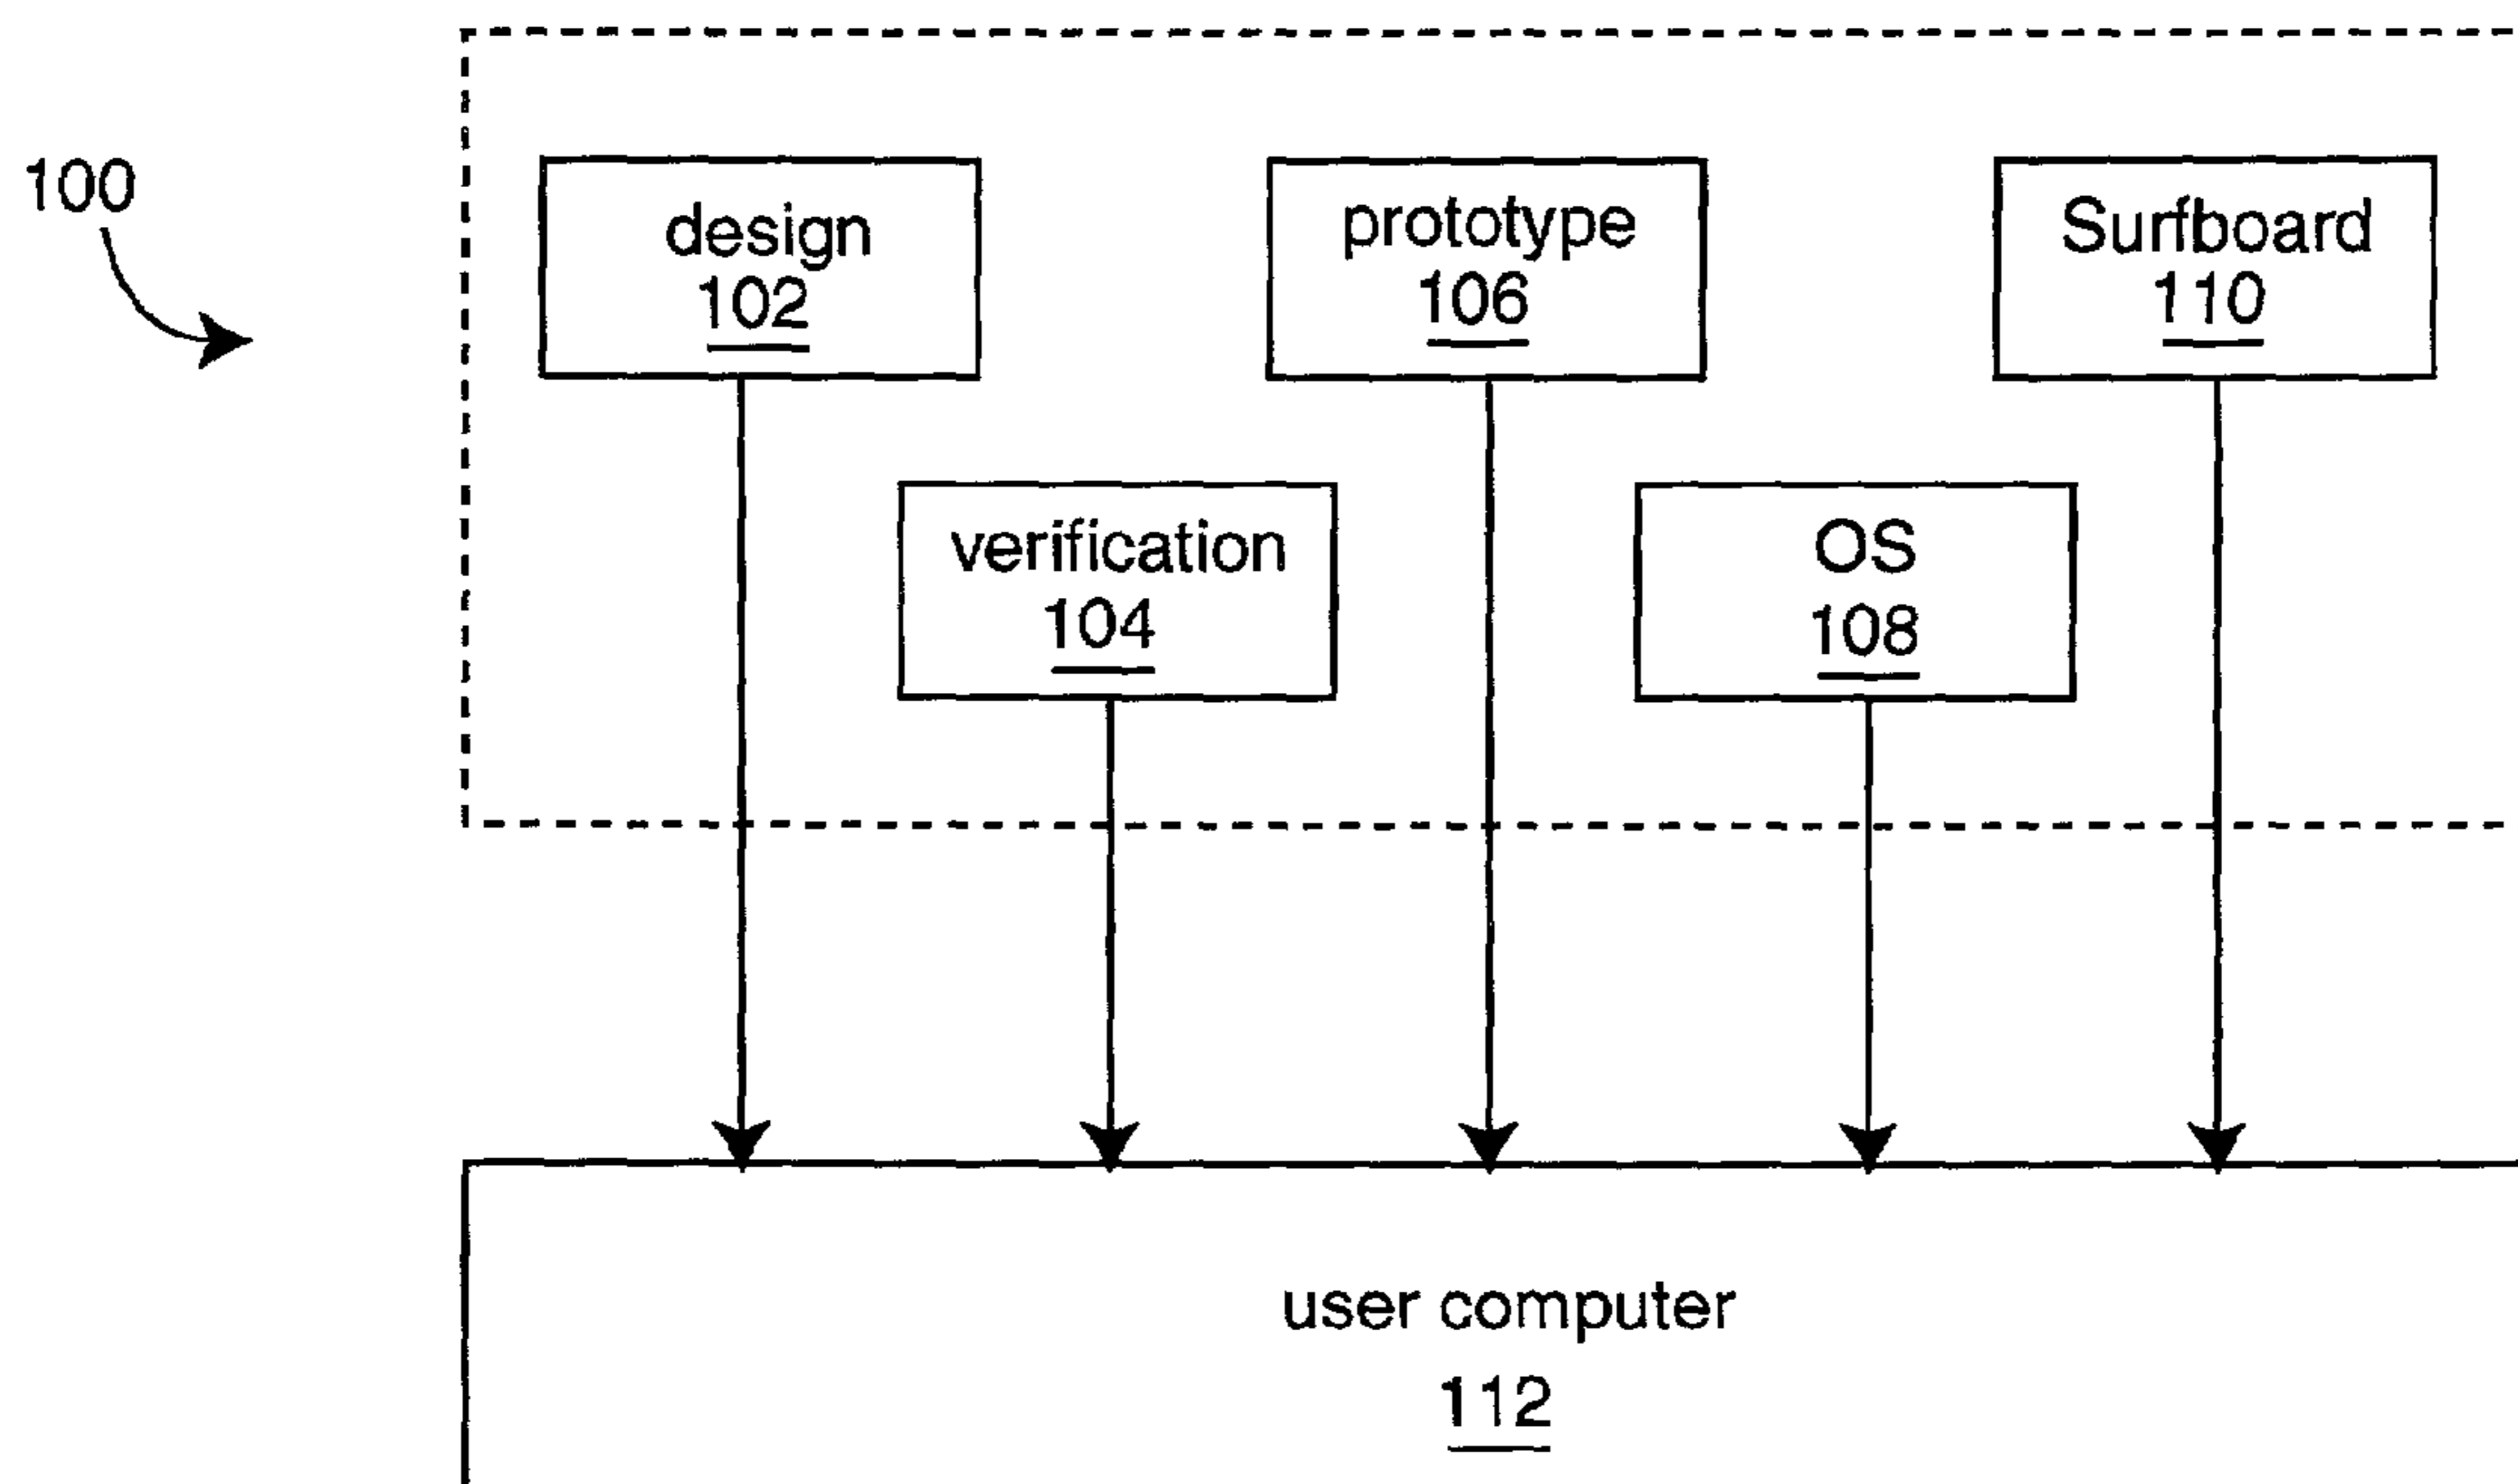 100
design
102
prototype
106
Surfboard
110
verification
104
OS
108
user computer
112